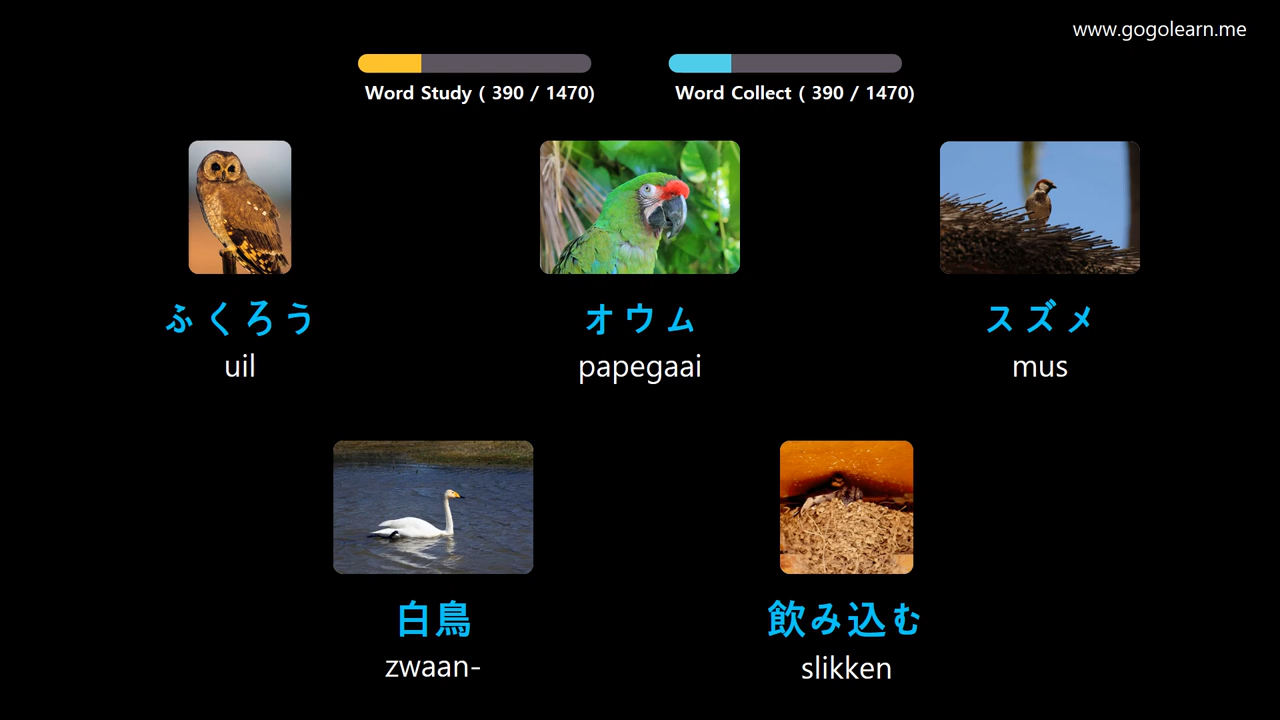 www.gogolearn.me
Word Study ( 390 / 1470)
Word Collect ( 390 / 1470)
ふくろう
オウム
スズメ
uil
papegaai
mus
白鳥
飲み込む
zwaan-
slikken